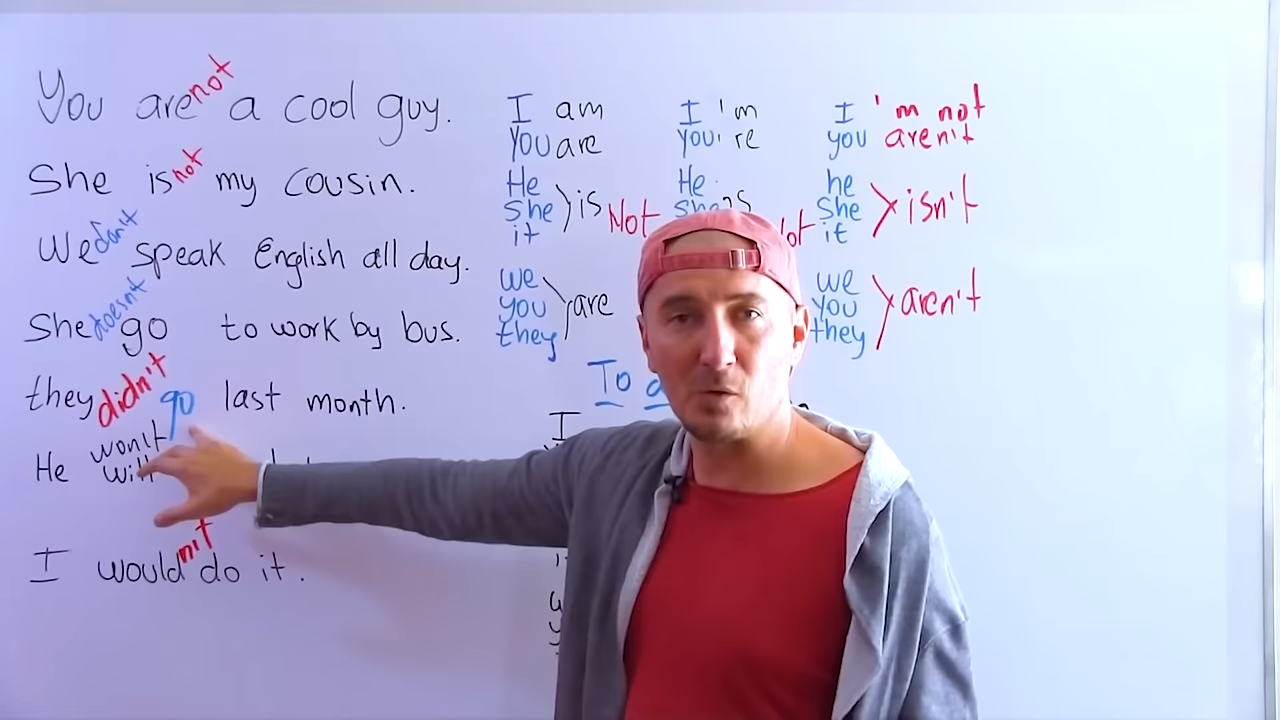 You are not a cool guy.
She is not my cousin.
We don't speak English all day.
She doesnt go to work by bus.
they didn't go last month.
He won't will
I wouldn't do it.
I am
you are
He
She
it
is Not
we
you
they
are
I 'm
you're
He
she
's
I 'm not
you aren't
he
She
it
isn't
we
you
they
aren't
To
I